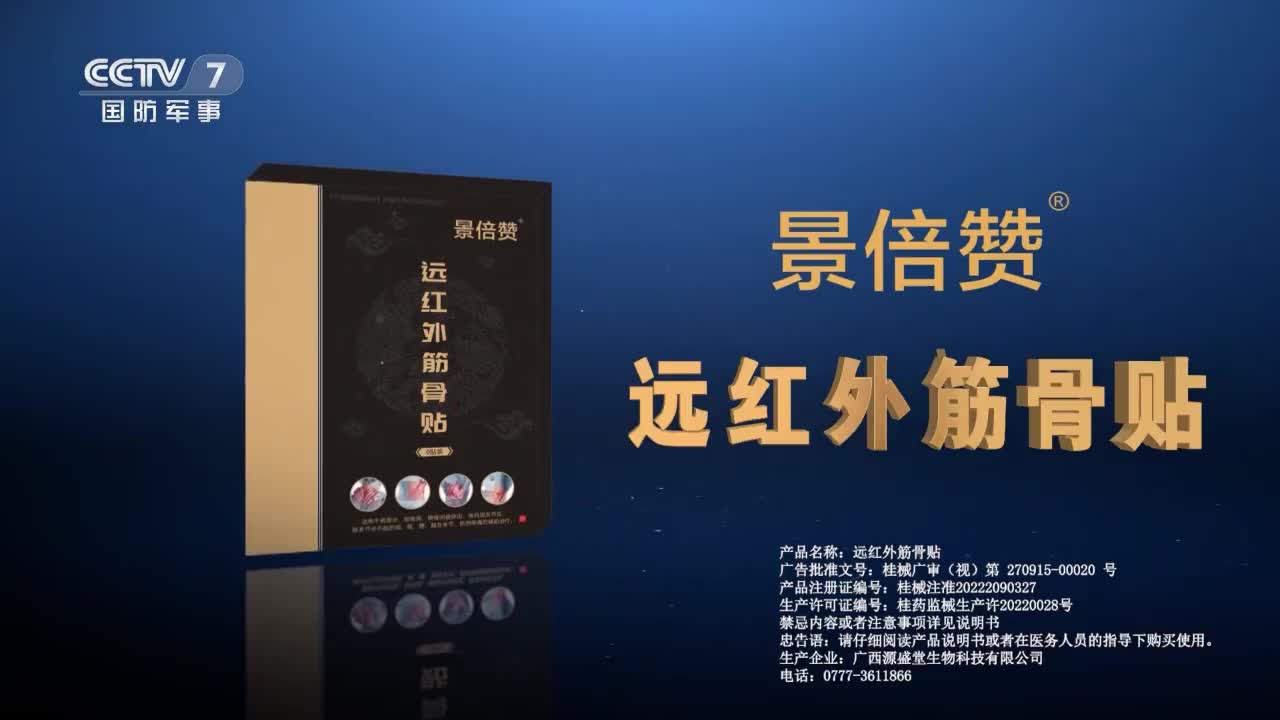 CCTV 7
国防军事
景倍赞®
远红外筋骨贴
景倍赞®
远红外筋骨贴
产品名称：远红外筋骨贴
广告批准文号：桂械广审（视）第 270915-00020 号
产品注册证编号：桂械注准20222090327
生产许可证编号：桂药监械生产许20220028号
禁忌内容或者注意事项详见说明书
忠告语：请仔细阅读产品说明书或者在医务人员的指导下购买使用。
生产企业：广西源盛堂生物科技有限公司
电话：0777-3611866